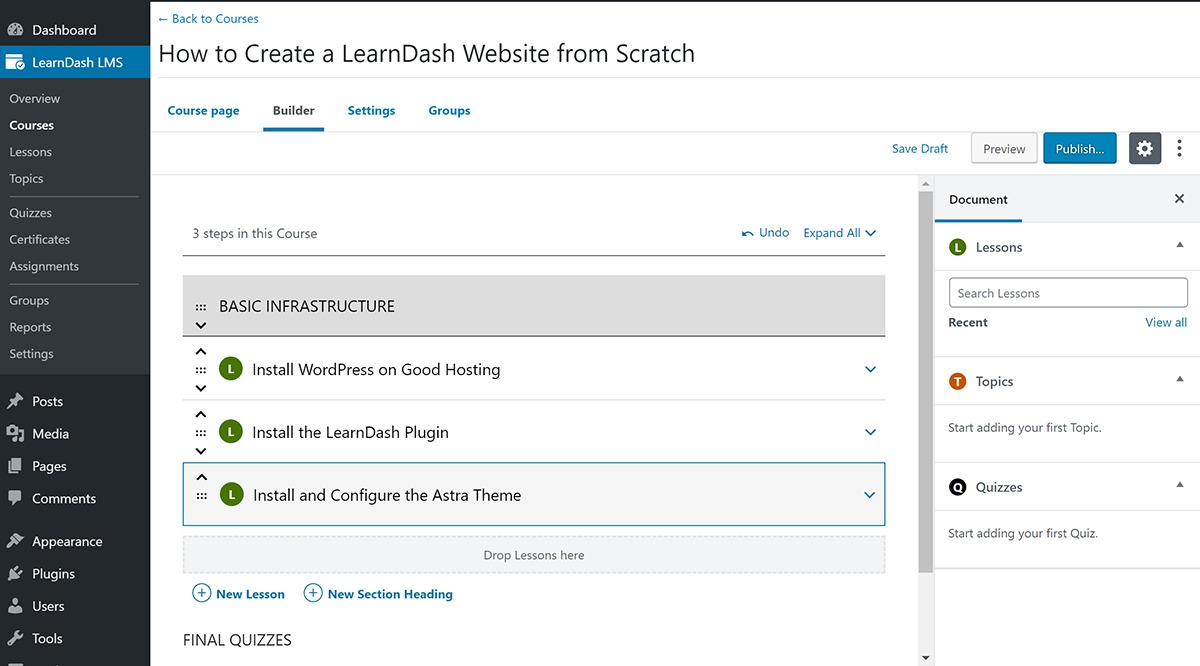 Dashboard
LearnDash LMS
Overview
Courses
Lessons
Topics
Quizzes
Certificates
Assignments
Groups
Reports
Settings
Posts
Media
Pages
Comments
Appearance
Plugins
Users
Tools
← Back to Courses
How to Create a LearnDash Website from Scratch
Course page Builder Settings Groups
Save Draft Preview Publish...
3 steps in this Course Undo Expand All
BASIC INFRASTRUCTURE
L Install WordPress on Good Hosting
L Install the LearnDash Plugin
L Install and Configure the Astra Theme
Drop Lessons here
New Lesson New Section Heading
FINAL QUIZZES
Document
L Lessons
Search Lessons
Recent View all
T Topics
Start adding your first Topic.
Q Quizzes
Start adding your first Quiz.